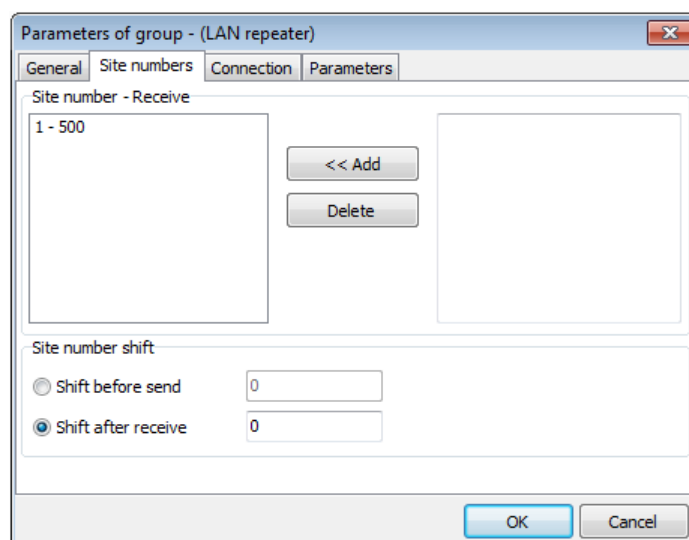 Parameters of group - (LAN repeater)
General Site numbers Connection Parameters
Site number - Receive
1 - 500
<< Add
Delete
Site number shift
Shift before send 0
Shift after receive 0
OK Cancel